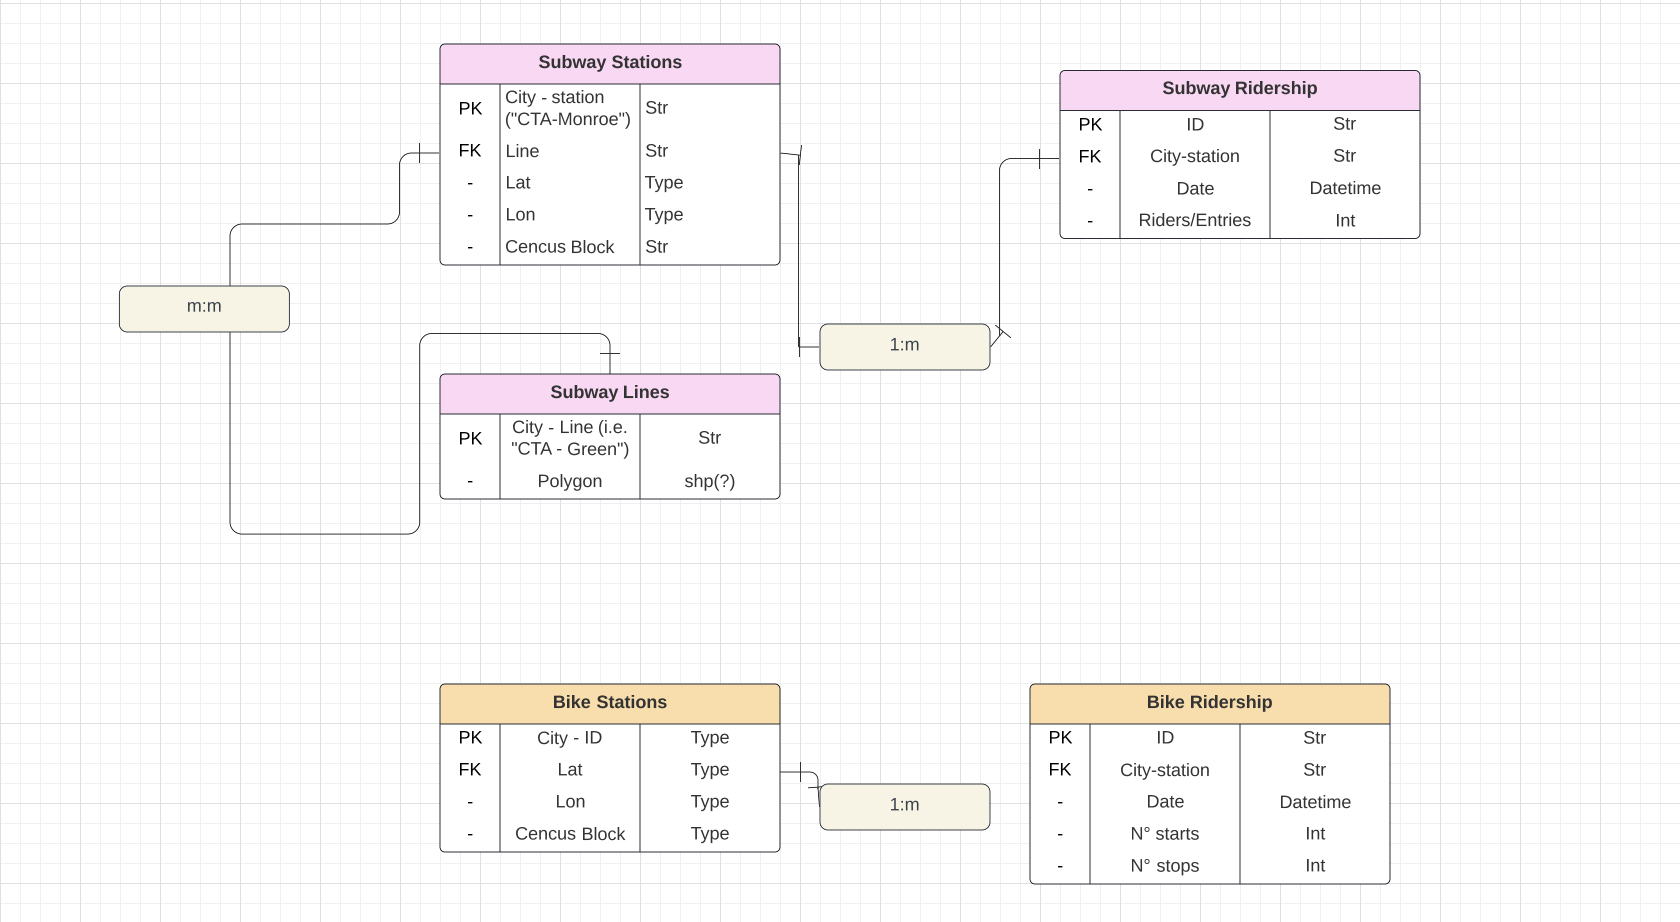 Subway Stations
PK City - station Str
("CTA-Monroe")
FK Line Str
- Lat Type
- Lon Type
- Cencus Block Str
Subway Ridership
PK ID Str
FK City-station Str
- Date Datetime
- Riders/Entries Int
m:m
1:m
Subway Lines
PK City - Line (i.e. Str
"CTA - Green")
- Polygon shp(?)
Bike Stations
PK City - ID Type
FK Lat Type
- Lon Type
- Cencus Block Type
1:m
Bike Ridership
PK ID Str
FK City-station Str
- Date Datetime
- N° starts Int
- N° stops Int